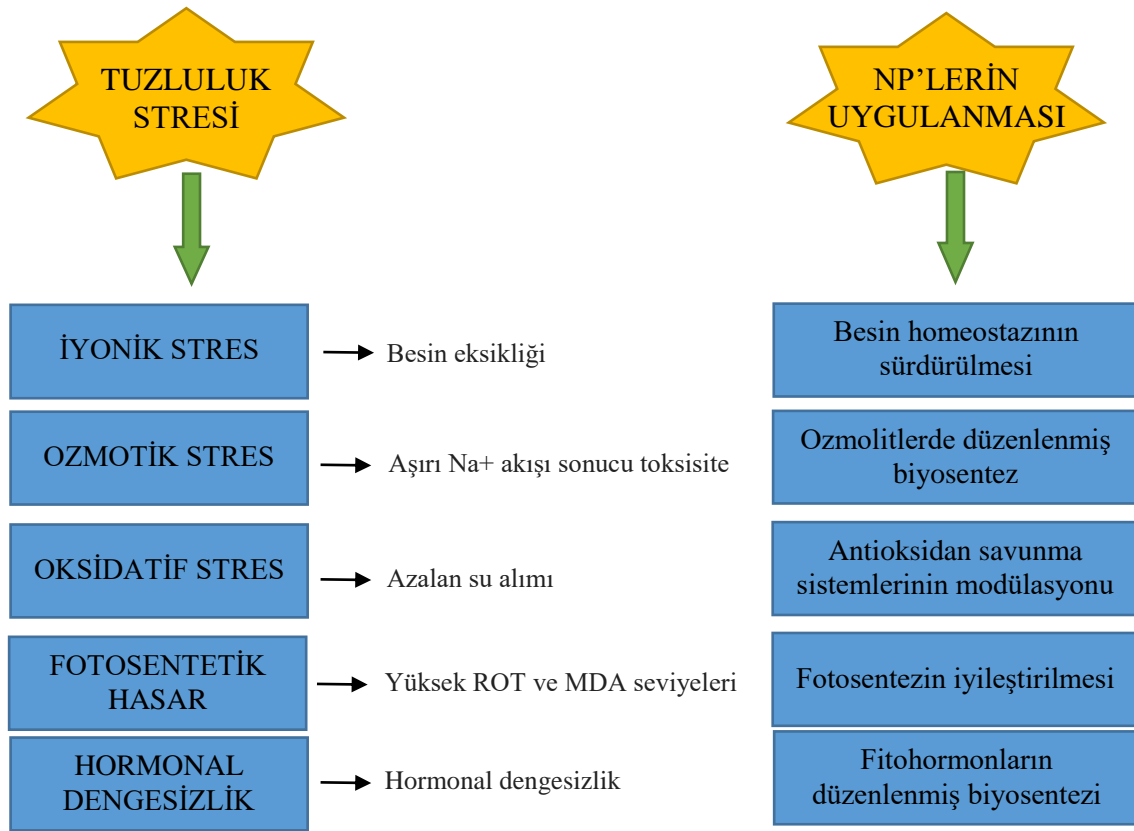 TUZLULUK
STRESİ
NP’LERİN
UYGULANMASI
İYONİK STRES
Besin eksikliği
Besin homeostazının
sürdürülmesi
OZMOTİK STRES
Aşırı Na+ akışı sonucu toksisite
Ozmolitlerde düzenlenmiş
biyosentez
OKSİDATİF STRES
Azalan su alımı
Antioksidan savunma
sistemlerinin modülasyonu
FOTOSENTETİK
HASAR
Yüksek ROT ve MDA seviyeleri
Fotosentezin iyileştirilmesi
HORMONAL
DENGESİZLİK
Hormonal dengesizlik
Fitohormonların
düzenlenmiş biyosentezi